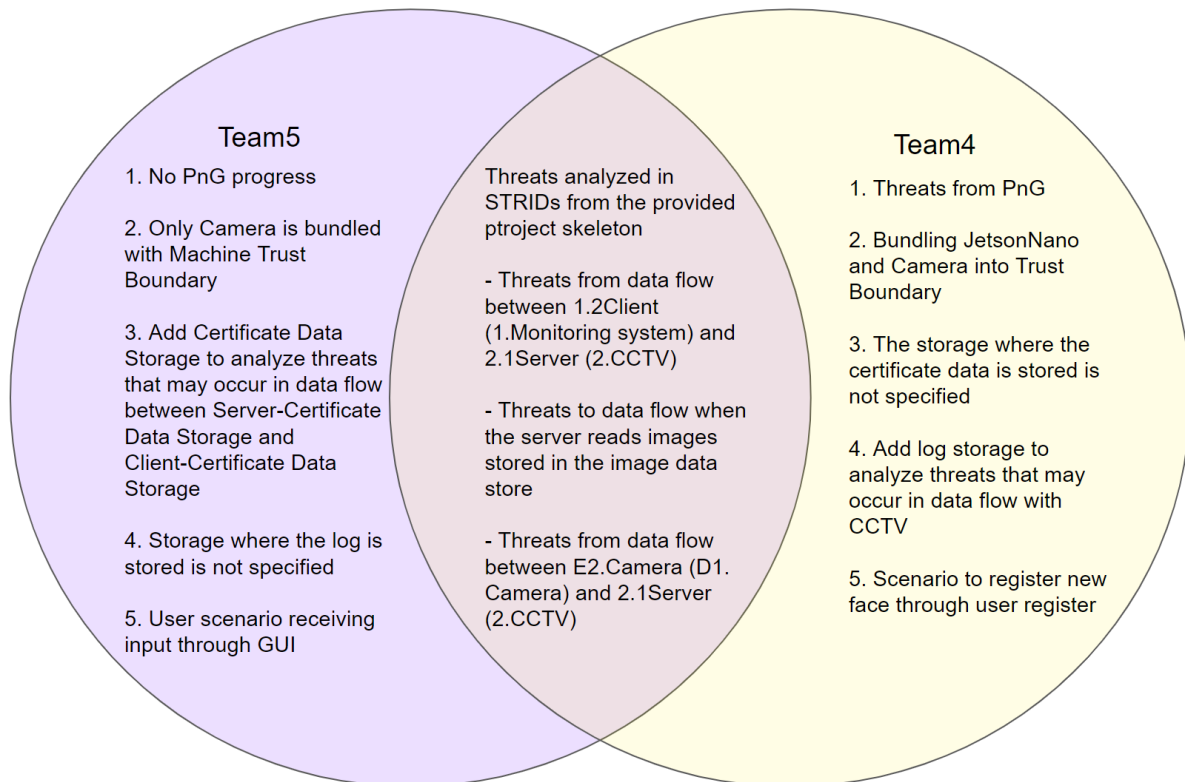 Team5
1. No PnG progress
2. Only Camera is bundled
with Machine Trust
Boundary
3. Add Certificate Data
Storage to analyze threats
that may occur in data flow
between Server-Certificate
Data Storage and
Client-Certificate Data
Storage
4. Storage where the log is
stored is not specified
5. User scenario receiving
input through GUI
Threats analyzed in
STRIDs from the provided
ptroject skeleton
- Threats from data flow
between 1.2Client
(1.Monitoring system) and
2.1Server (2.CCTV)
- Threats to data flow when
the server reads images
stored in the image data
store
- Threats from data flow
between E2.Camera (D1.
Camera) and 2.1Server
(2.CCTV)
Team4
1. Threats from PnG
2. Bundling JetsonNano
and Camera into Trust
Boundary
3. The storage where the
certificate data is stored is
not specified
4. Add log storage to
analyze threats that may
occur in data flow with
CCTV
5. Scenario to register new
face through user register